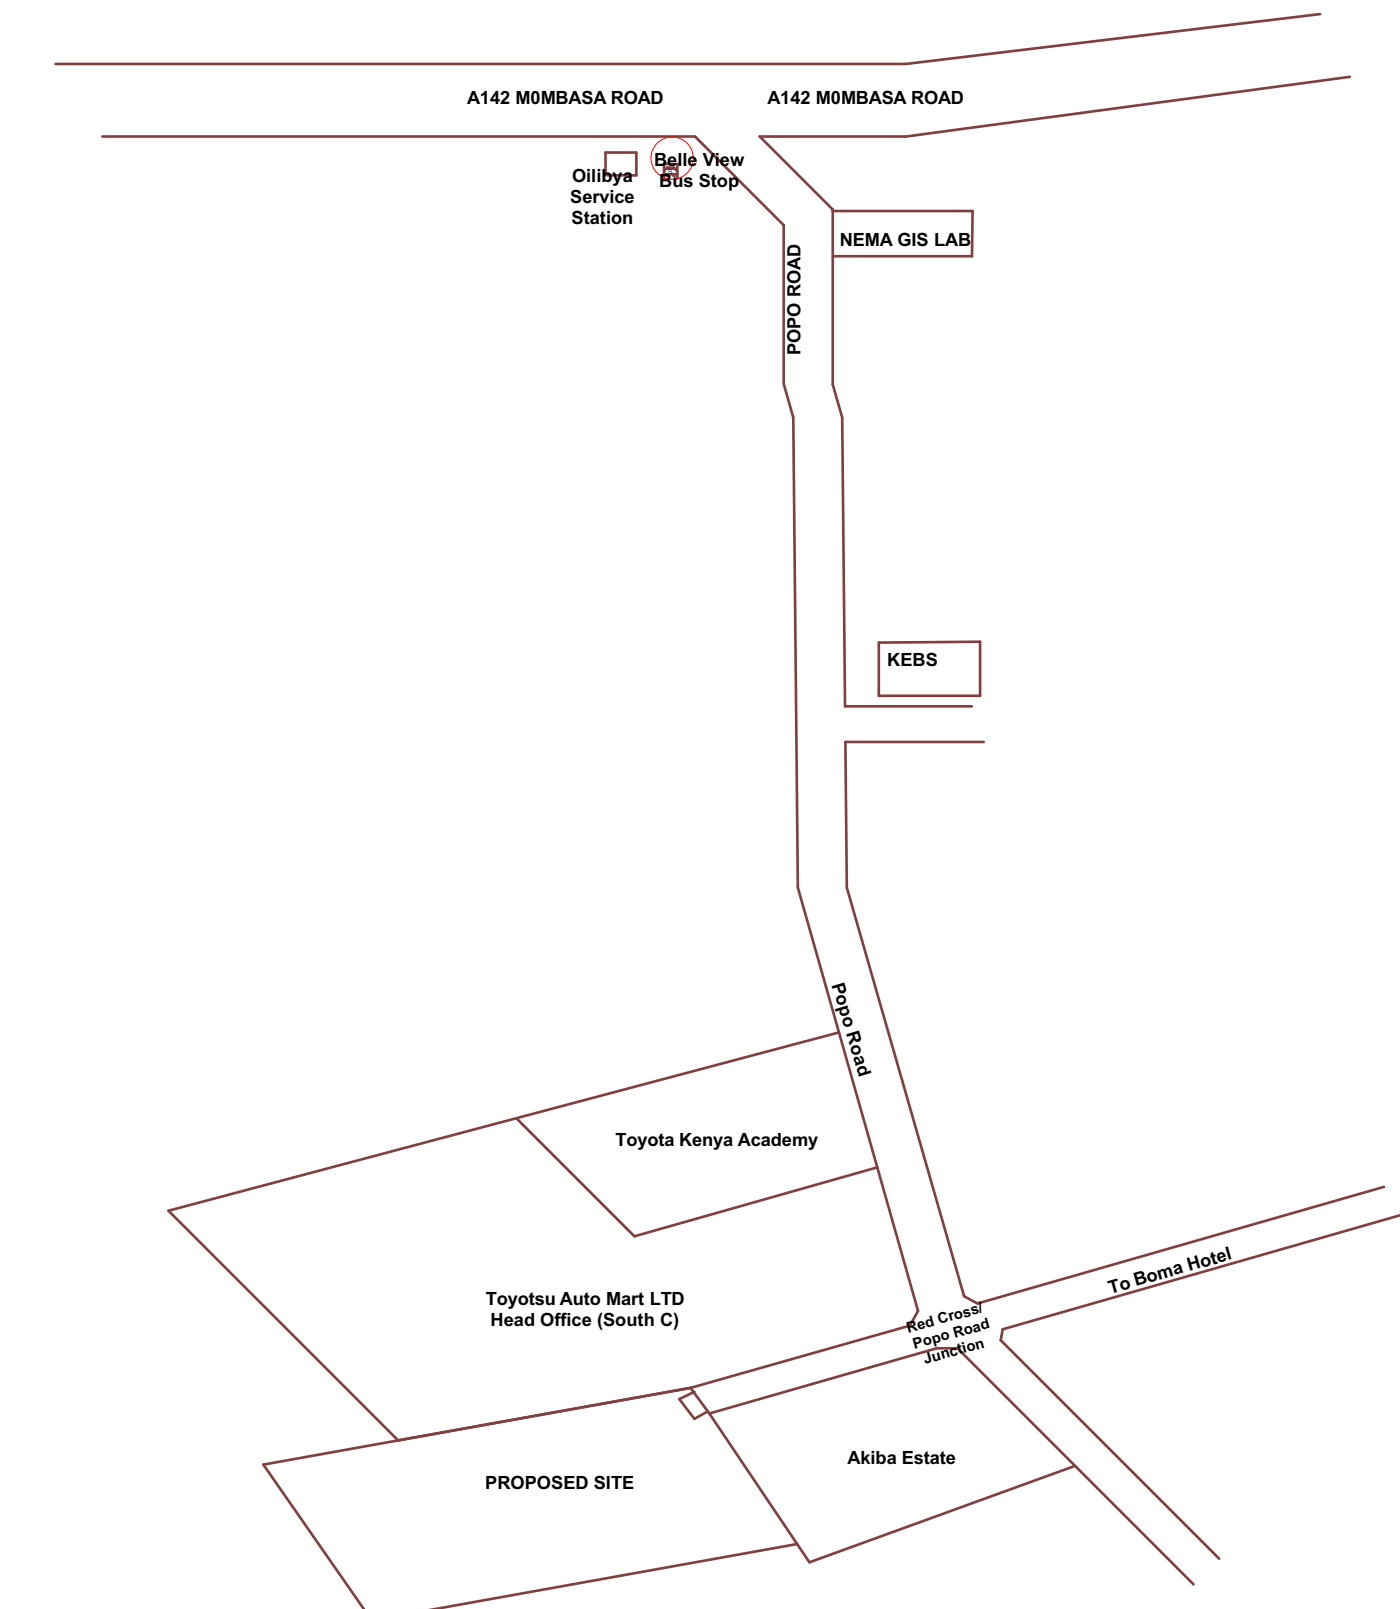 A142 M0MBASA ROAD
A142 M0MBASA ROAD
Belle View
Bus Stop
Oilibya
Service
Station
NEMA GIS LAB
POPO ROAD
KEBS
Popo Road
Toyota Kenya Academy
To Boma Hotel
Toyotsu Auto Mart LTD
Head Office (South C)
Red Cross/
Popo Road
Junction
Akiba Estate
PROPOSED SITE